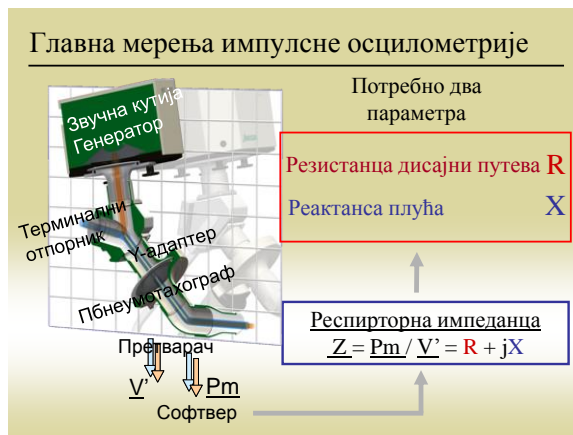 Главна мерења импулсне осцилометрије
Потребно два
параметра
Звучна кутија
Генератор
Резистанца дисајни путева R
Реактанса плућа X
Терминални
отпорник
Y-адаптер
Пбнеумотахограф
Респирторна импеданца
Z = Pm / V' = R + jX
Претварач
V' Pm
Софтвер